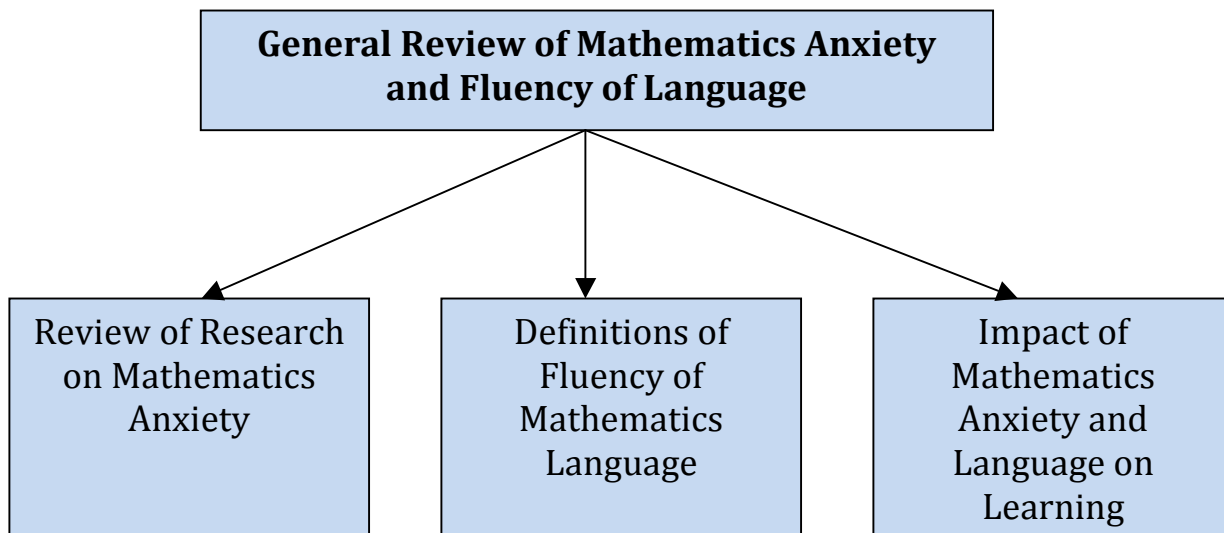 General Review of Mathematics Anxiety
and Fluency of Language
Review of Research
on Mathematics
Anxiety
Definitions of
Fluency of
Mathematics
Language
Impact of
Mathematics
Anxiety and
Language on
Learning